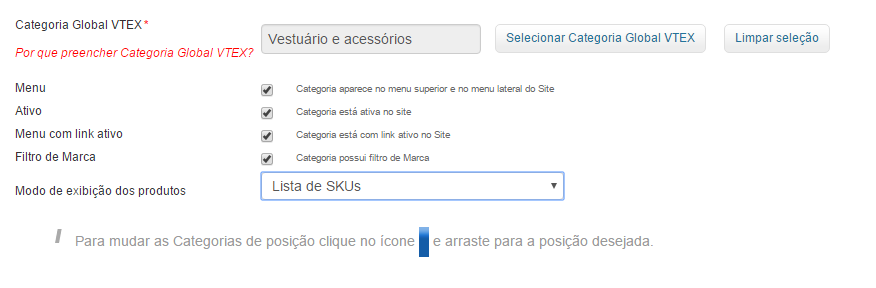 Categoria Global VTEX*
Vestuário e acessórios
Selecionar Categoria Global VTEX
Limpar seleção
Por que preencher Categoria Global VTEX?
Menu
Categoria aparece no menu superior e no menu lateral do Site
Ativo
Categoria está ativa no site
Menu com link ativo
Categoria está com link ativo no Site
Filtro de Marca
Categoria possui filtro de Marca
Modo de exibição dos produtos
Lista de SKUs
Para mudar as Categorias de posição clique no ícone e arraste para a posição desejada.